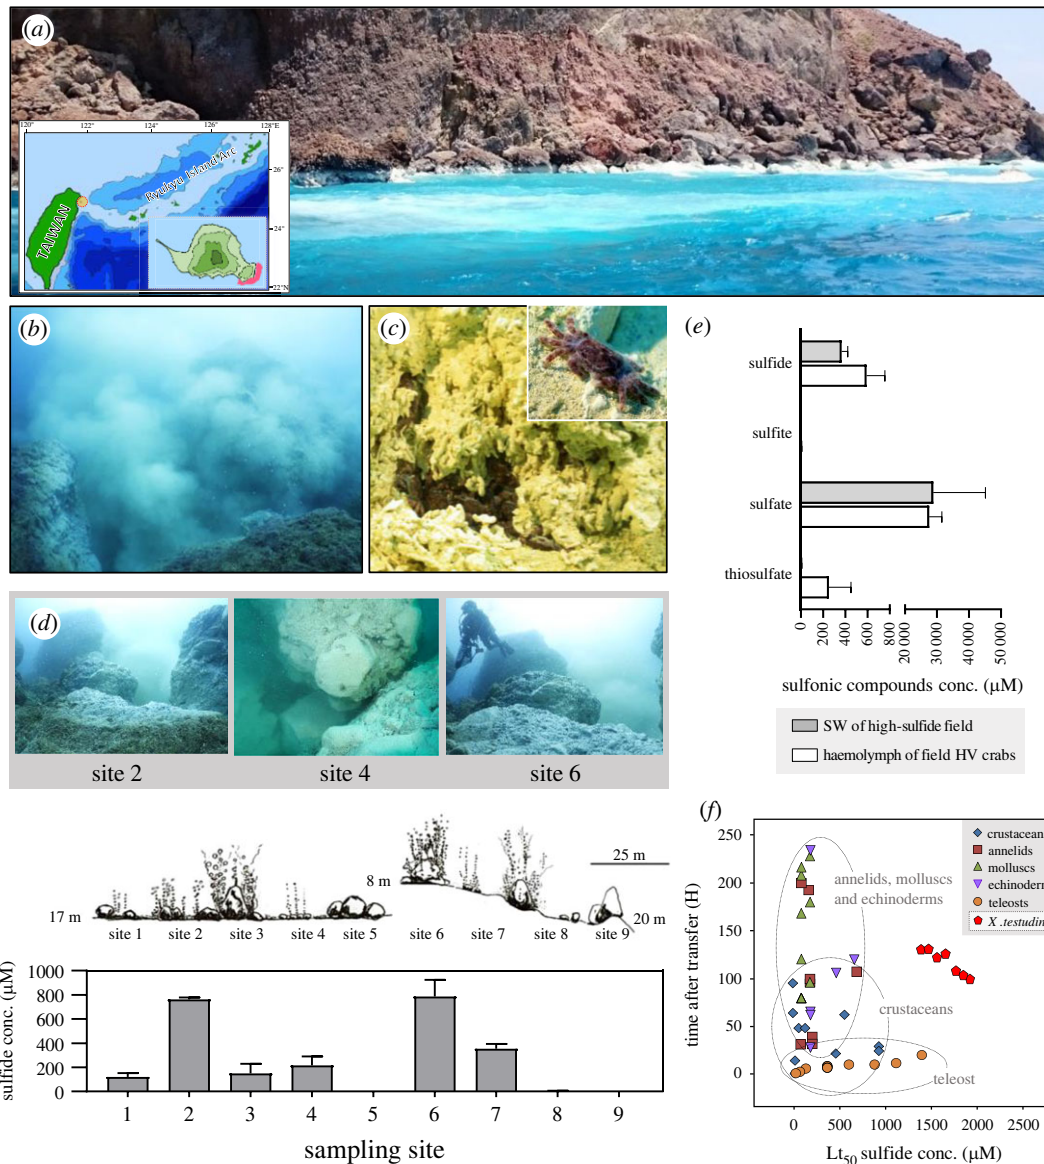 (a)
120°
122°
124°
126°
128°E
26°
24°
22°N
Ryukyu Island Arc
TAIWAN
(b)
(c)
(e)
sulfide
sulfite
sulfate
thiosulfate
0
200
400
800
20 000
30 000
50 000
sulfonic compounds conc. (µM)
SW of high-sulfide field
haemolymph of field HV crabs
(d)
site 2
site 4
site 6
25 m
8 m
17 m
20 m
site 1
site 2
site 3
site 4
site 5
site 6
site 7
site 8
site 9
sulfide conc. (µM)
1000
800
600
400
200
0
1 2 3 4 5 6 7 8 9
sampling site
(f)
time after transfer (H)
250
200
150
100
50
0
crustacean
annelids
molluscs
echinoderm
teleosts
X .testudin
annelids, molluscs
and echinoderms
crustaceans
teleost
0 500 1000 1500 2000 2500
Lt50 sulfide conc. (µM)